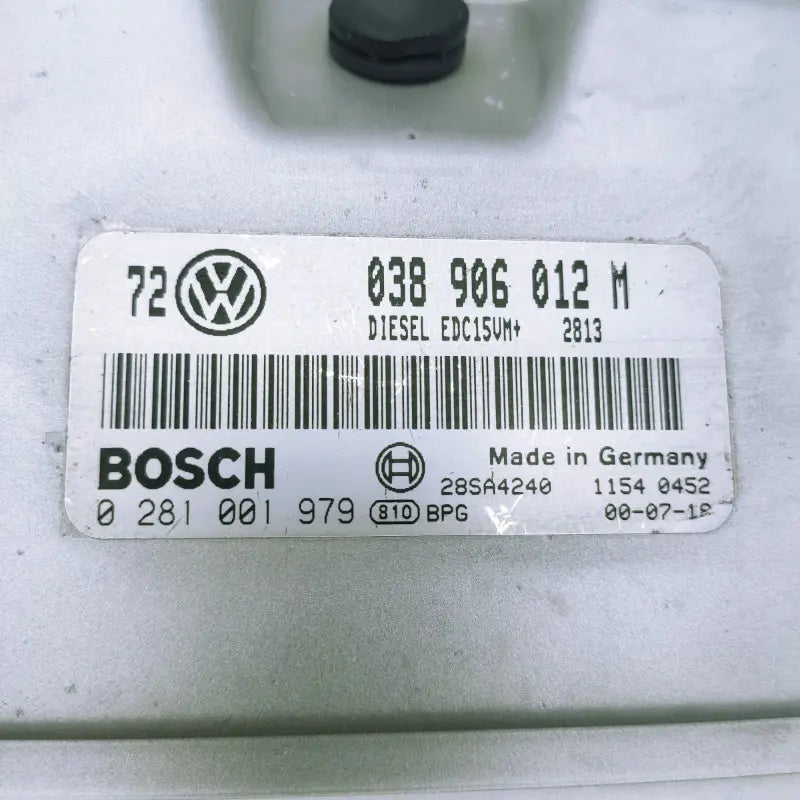 72 VW 038 906 012 M
DIESEL EDC15VM+ 2813
BOSCH Made in Germany
28SA4240 1154 0452
0 281 001 979 810 BPG 00-07-18